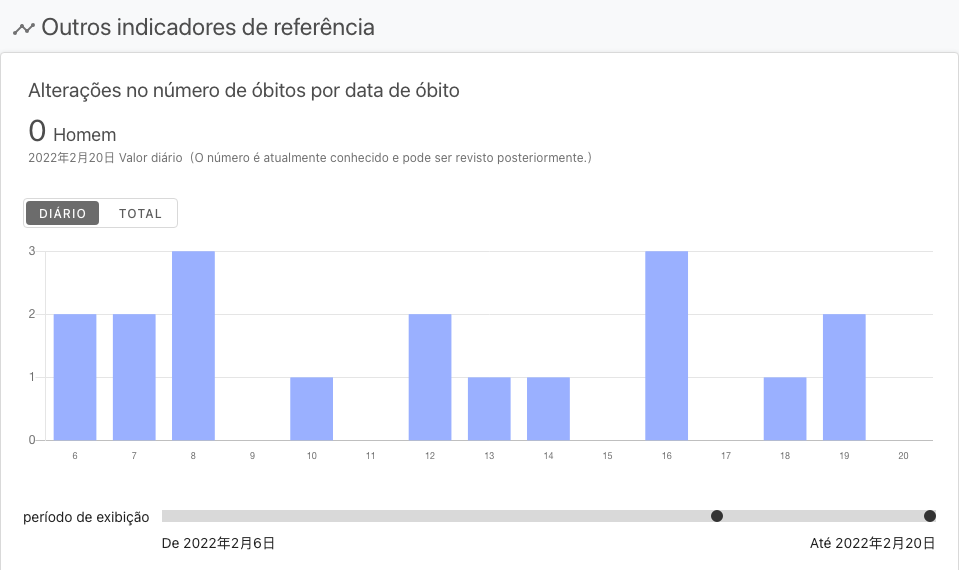 Outros indicadores de referência
Alterações no número de óbitos por data de óbito
0 Homem
2022年2月20日 Valor diário（O número é atualmente conhecido e pode ser revisto posteriormente.）
DIÁRIO TOTAL
3
2
1
0
6 7 8 9 10 11 12 13 14 15 16 17 18 19 20
período de exibição
De 2022年2月6日 Até 2022年2月20日